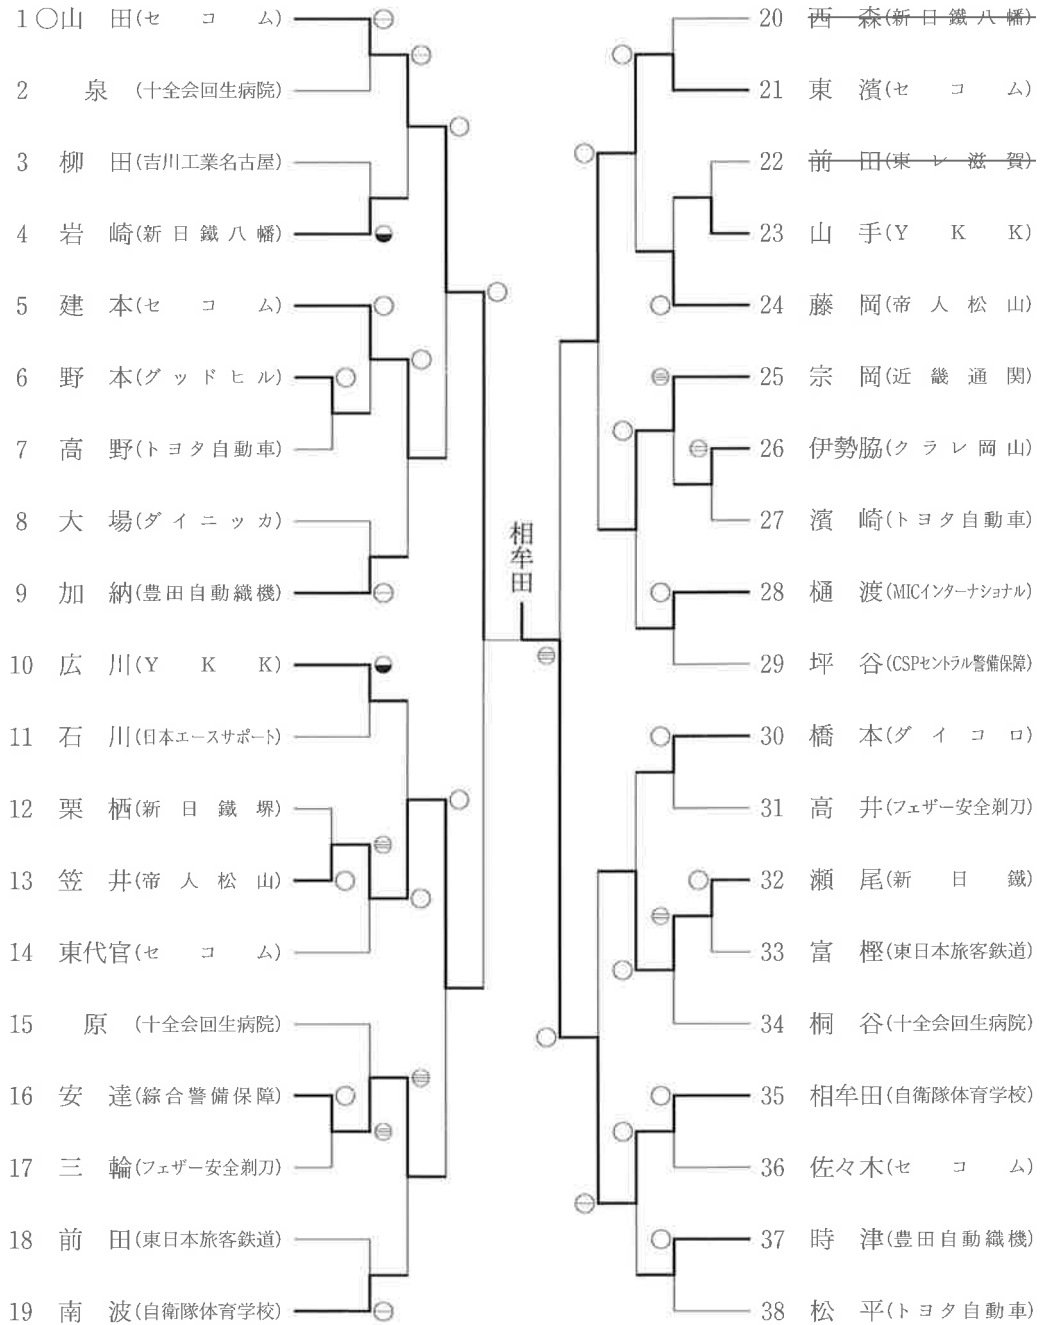 1 ○山田(セコム)
2 泉(十全会回生病院)
3 柳田(吉川工業名古屋)
4 岩崎(新日鐵八幡)
5 建本(セコム)
6 野本(グッドヒル)
7 高野(トヨタ自動車)
8 大場(ダイニッカ)
9 加納(豊田自動織機)
10 広川(YKK)
11 石川(日本エースサポート)
12 栗栖(新日鐵堺)
13 笠井(帝人松山)
14 東代官(セコム)
15 原(十全会回生病院)
16 安達(綜合警備保障)
17 三輪(フェザー安全剃刀)
18 前田(東日本旅客鉄道)
19 南波(自衛隊体育学校)
相牟田
20 西森(新日鐵八幡)
21 東濱(セコム)
22 前田(東レ滋賀)
23 山手(YKK)
24 藤岡(帝人松山)
25 宗岡(近畿通関)
26 伊勢脇(クラレ岡山)
27 濱崎(トヨタ自動車)
28 樋渡(MICインターナショナル)
29 坪谷(CSPセントラル警備保障)
30 橋本(ダイコロ)
31 高井(フェザー安全剃刀)
32 瀬尾(新日鐵)
33 富樫(東日本旅客鉄道)
34 桐谷(十全会回生病院)
35 相牟田(自衛隊体育学校)
36 佐々木(セコム)
37 時津(豊田自動織機)
38 松平(トヨタ自動車)